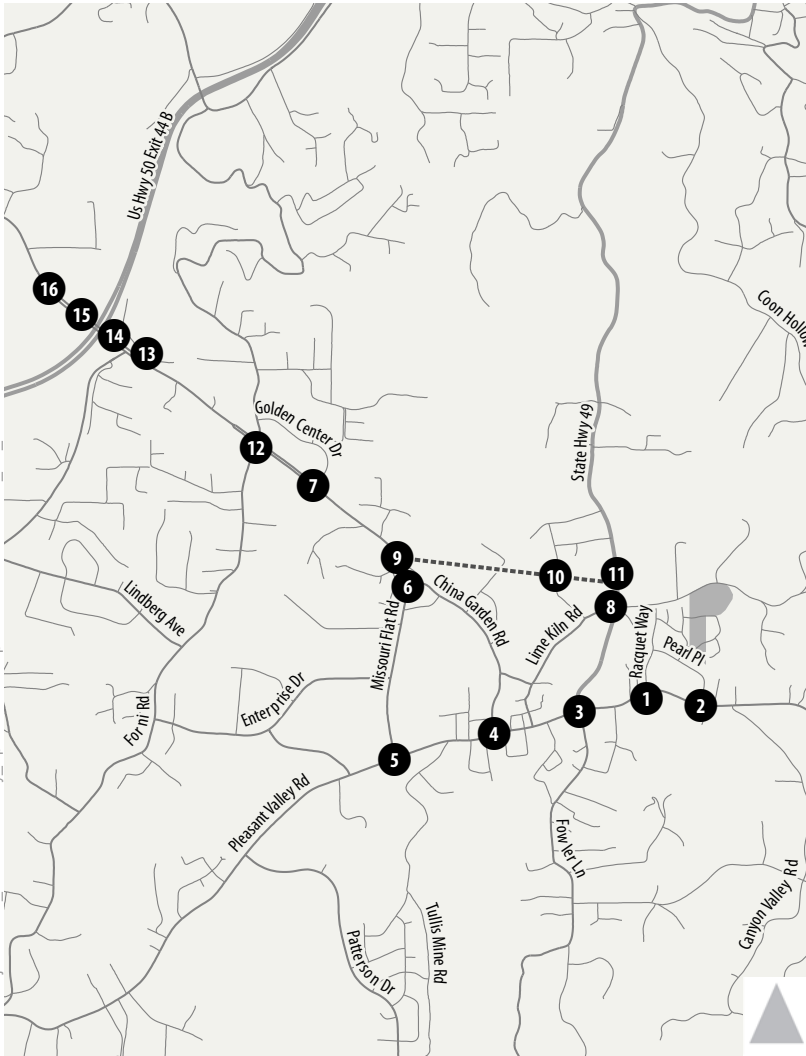 Us Hwy 50 Exit 44 B
16
15
14
13
Coon Hollow
Golden Center Dr
State Hwy 49
12
7
9
10
11
6
China Garden Rd
8
Lindberg Ave
Lime Kiln Rd
Racquet Way
Missouri Flat Rd
Pearl Pl
Enterprise Dr
1
2
3
Forni Rd
4
5
Pleasant Valley Rd
Fowler Ln
Canyon Valley Rd
Tullis Mine Rd
Patterson Dr